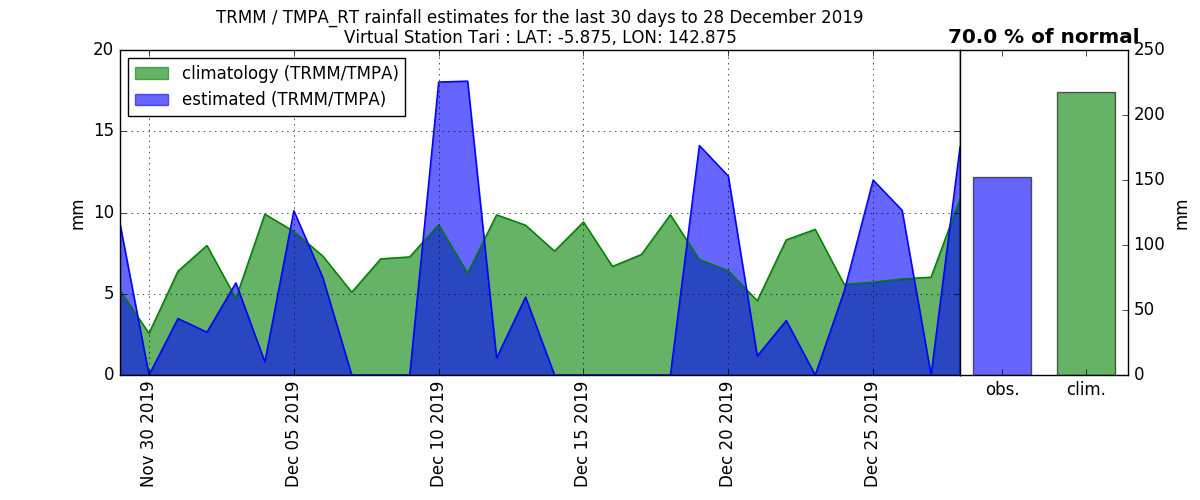 TRMM / TMPA_RT rainfall estimates for the last 30 days to 28 December 2019
Virtual Station Tari : LAT: -5.875, LON: 142.875
70.0 % of normal
climatology (TRMM/TMPA)
estimated (TRMM/TMPA)
20
15
10
5
0
mm
Nov 30 2019
Dec 05 2019
Dec 10 2019
Dec 15 2019
Dec 20 2019
Dec 25 2019
obs.
clim.
250
200
150
100
50
0
mm